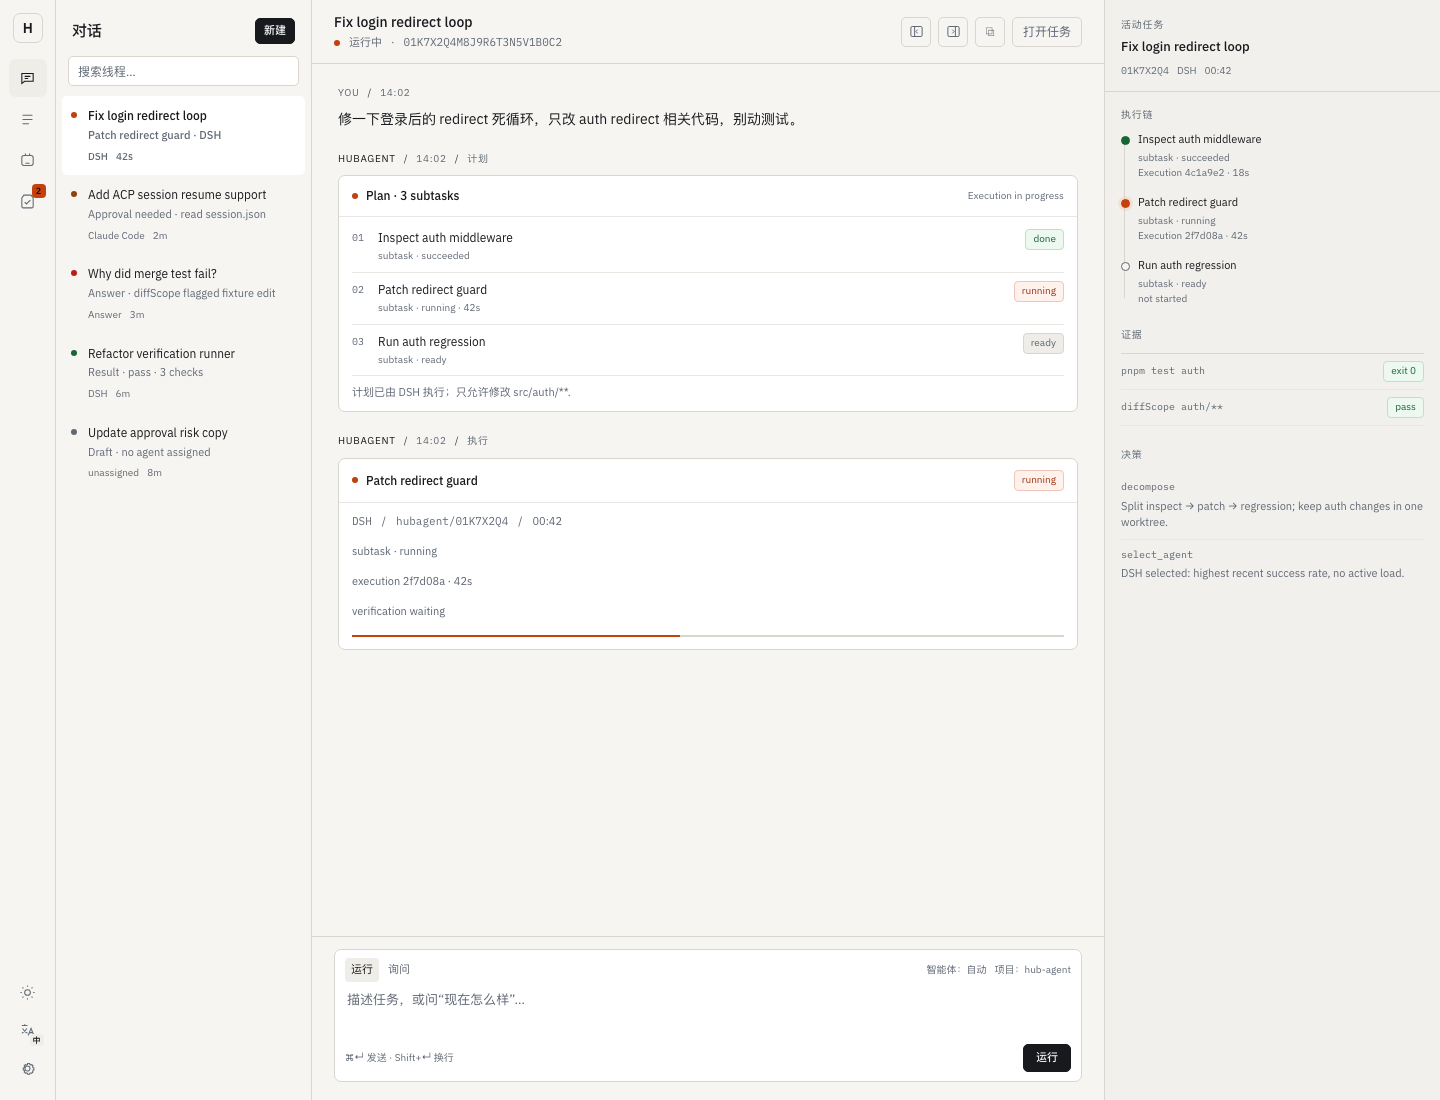 H
2
中
对话
新建
搜索线程...
Fix login redirect loop
Patch redirect guard · DSH
DSH 42s
Add ACP session resume support
Approval needed · read session.json
Claude Code 2m
Why did merge test fail?
Answer · diffScope flagged fixture edit
Answer 3m
Refactor verification runner
Result · pass · 3 checks
DSH 6m
Update approval risk copy
Draft · no agent assigned
unassigned 8m
Fix login redirect loop
运行中 · 01K7X2Q4M8J9R6T3N5V1B0C2
打开任务
YOU / 14:02
修一下登录后的 redirect 死循环，只改 auth redirect 相关代码，别动测试。
HUBAGENT / 14:02 / 计划
Plan · 3 subtasks
Execution in progress
01 Inspect auth middleware
done
subtask · succeeded
02 Patch redirect guard
running
subtask · running · 42s
03 Run auth regression
ready
subtask · ready
计划已由 DSH 执行；只允许修改 src/auth/**.
HUBAGENT / 14:02 / 执行
Patch redirect guard
running
DSH / hubagent/01K7X2Q4 / 00:42
subtask · running
execution 2f7d08a · 42s
verification waiting
运行 询问
智能体：自动 项目：hub-agent
描述任务，或问“现在怎么样”...
⌘↵ 发送 · Shift+↵ 换行
运行
活动任务
Fix login redirect loop
01K7X2Q4 DSH 00:42
执行链
Inspect auth middleware
subtask · succeeded
Execution 4c1a9e2 · 18s
Patch redirect guard
subtask · running
Execution 2f7d08a · 42s
Run auth regression
subtask · ready
not started
证据
pnpm test auth
exit 0
diffScope auth/**
pass
决策
decompose
Split inspect → patch → regression; keep auth changes in one
worktree.
select_agent
DSH selected: highest recent success rate, no active load.